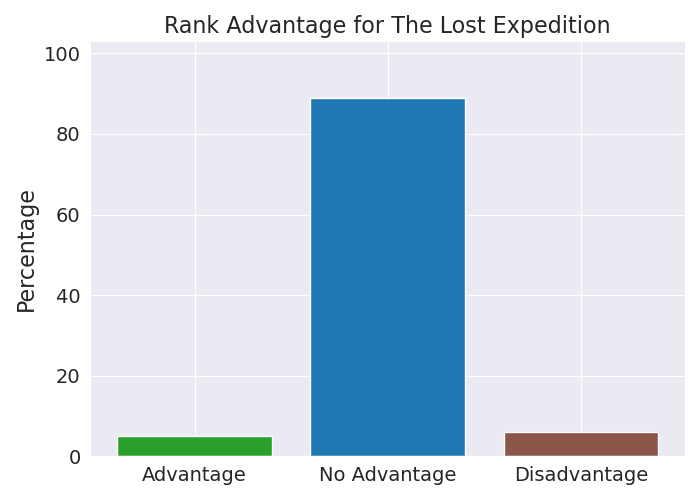 Rank Advantage for The Lost Expedition
Percentage
100
80
60
40
20
0
Advantage
No Advantage
Disadvantage